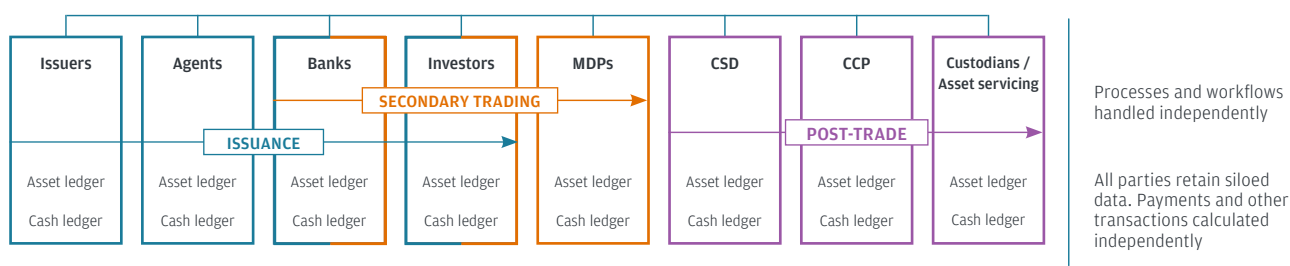 Issuers
Agents
Banks
Investors
MDPs
CSD
CCP
Custodians /
Asset servicing
SECONDARY TRADING
ISSUANCE
POST-TRADE
Asset ledger
Asset ledger
Asset ledger
Asset ledger
Asset ledger
Asset ledger
Asset ledger
Asset ledger
Cash ledger
Cash ledger
Cash ledger
Cash ledger
Cash ledger
Cash ledger
Cash ledger
Cash ledger
Processes and workflows
handled independently
All parties retain siloed
data. Payments and other
transactions calculated
independently